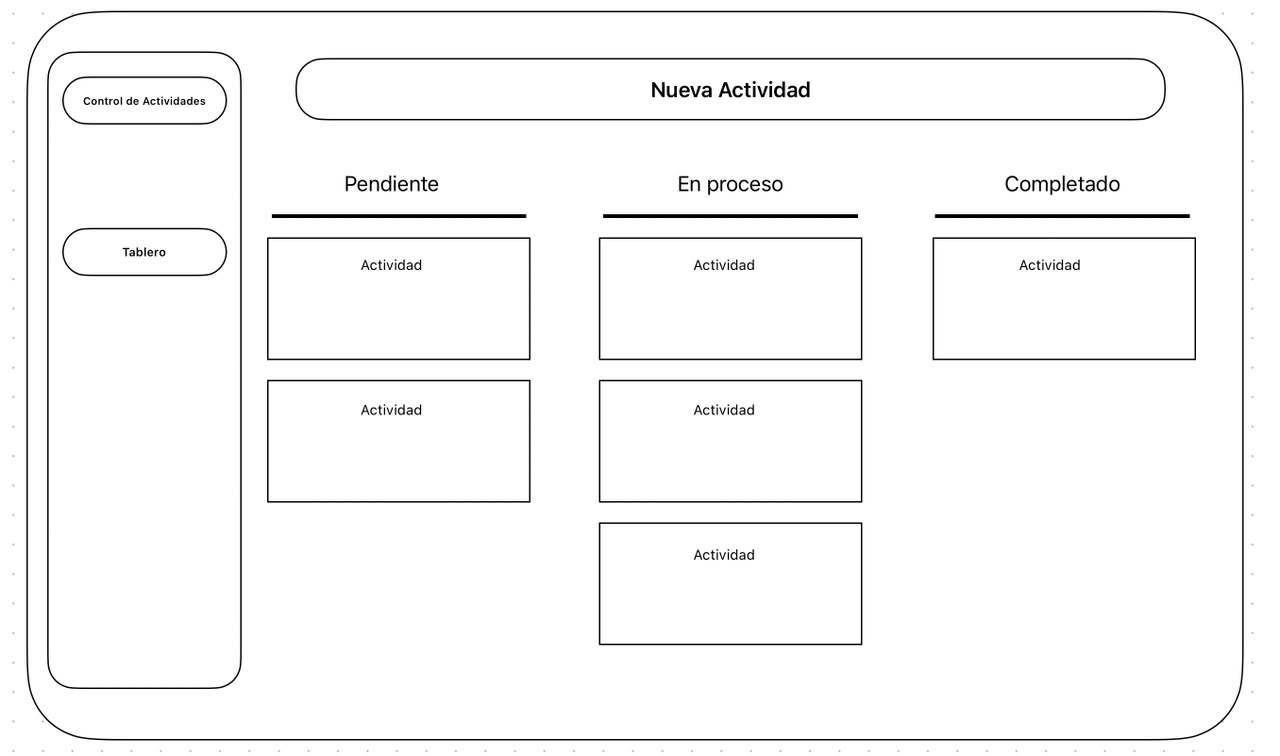 Control de Actividades
Tablero
Nueva Actividad
Pendiente
Actividad
Actividad
En proceso
Actividad
Actividad
Actividad
Completado
Actividad